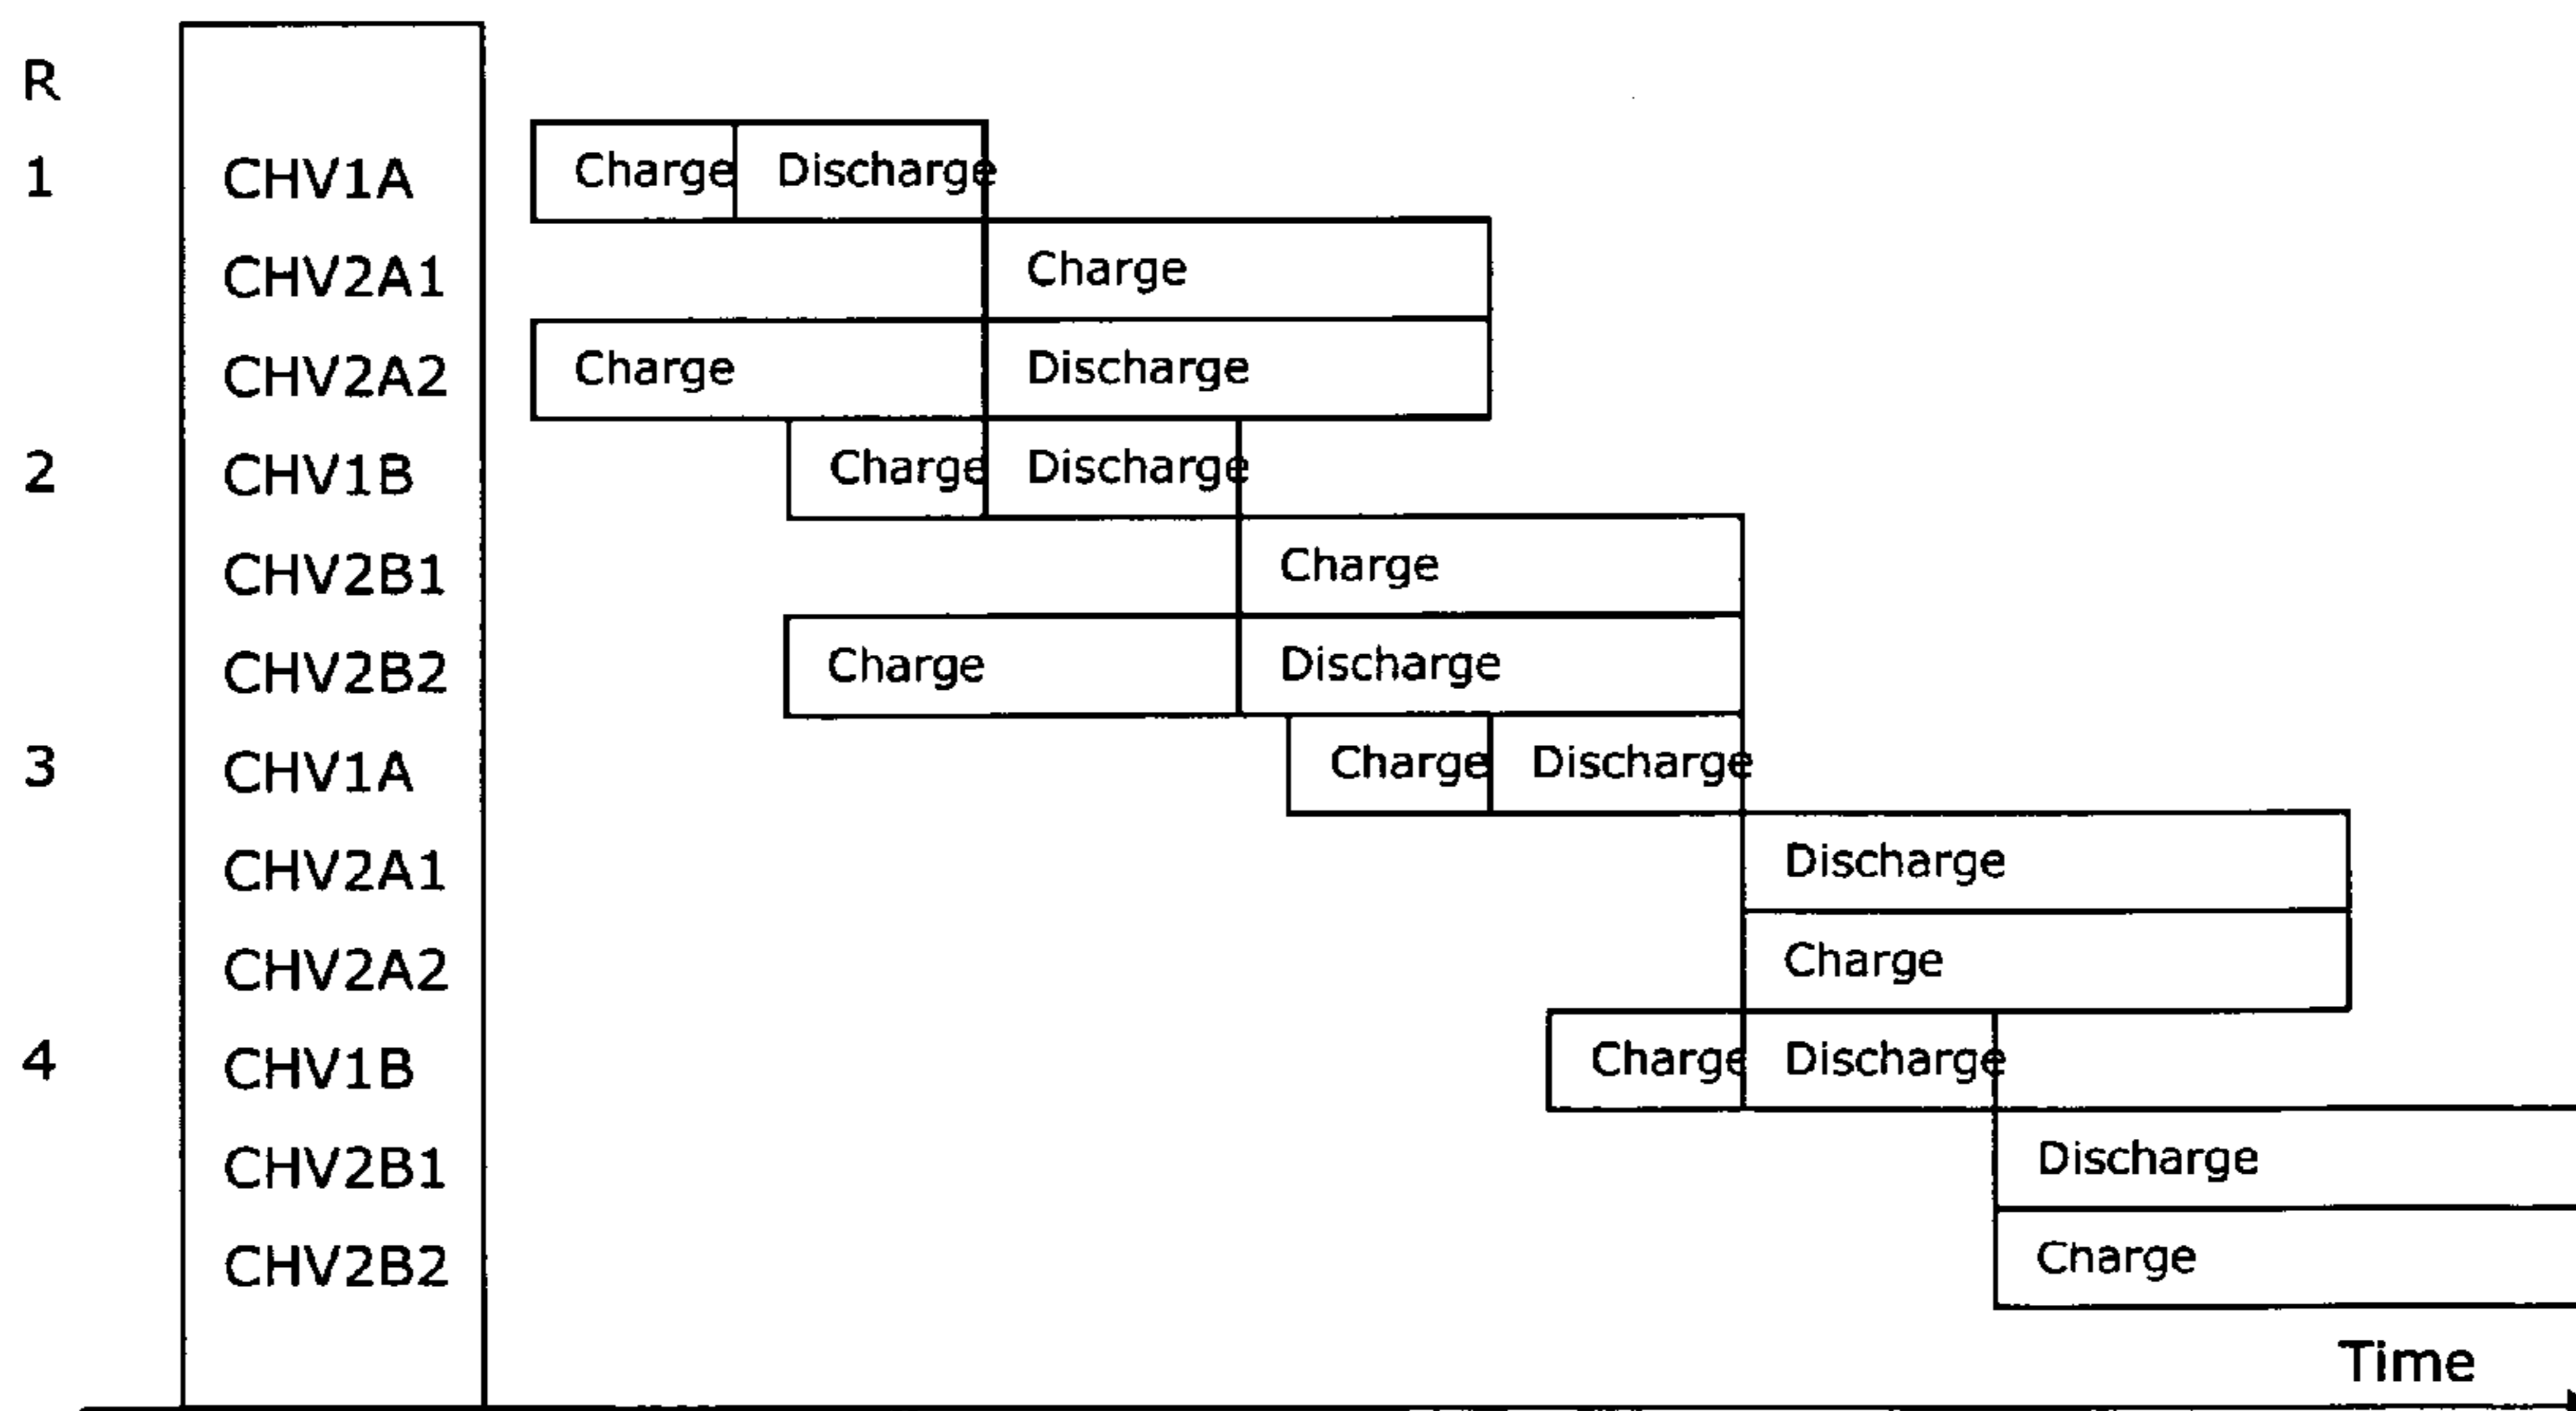 R
1 CHV1A Charge Discharge
CHV2A1 Charge
CHV2A2 Charge Discharge
2 CHV1B Charge Discharge
CHV2B1 Charge
CHV2B2 Charge Discharge
3 CHV1A Charge Discharge
CHV2A1 Discharge
CHV2A2 Charge
4 CHV1B Charge Discharge
CHV2B1 Discharge
CHV2B2 Charge
Time